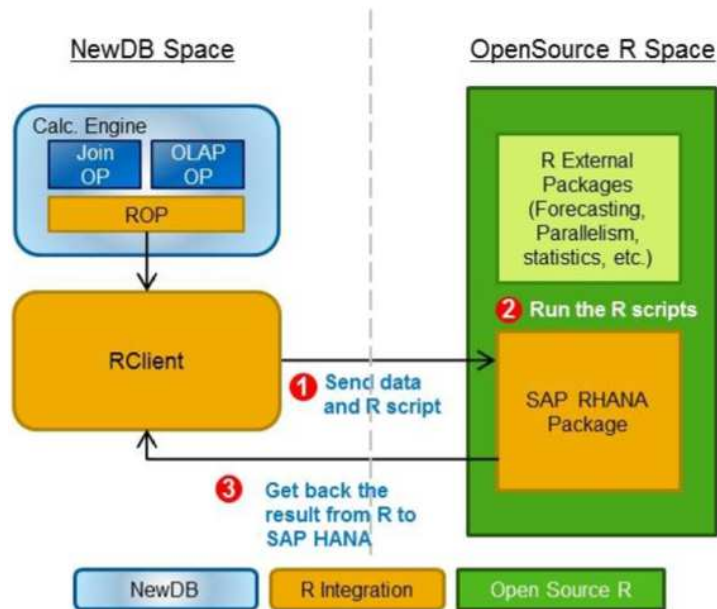 NewDB Space
OpenSource R Space
Calc. Engine
Join
OP
OLAP
OP
ROP
R External
Packages
(Forecasting,
Parallelism,
statistics, etc.)
2 Run the R scripts
RClient
1 Send data
and R script
SAP RHANA
Package
3 Get back the
result from R to
SAP HANA
NewDB
R Integration
Open Source R